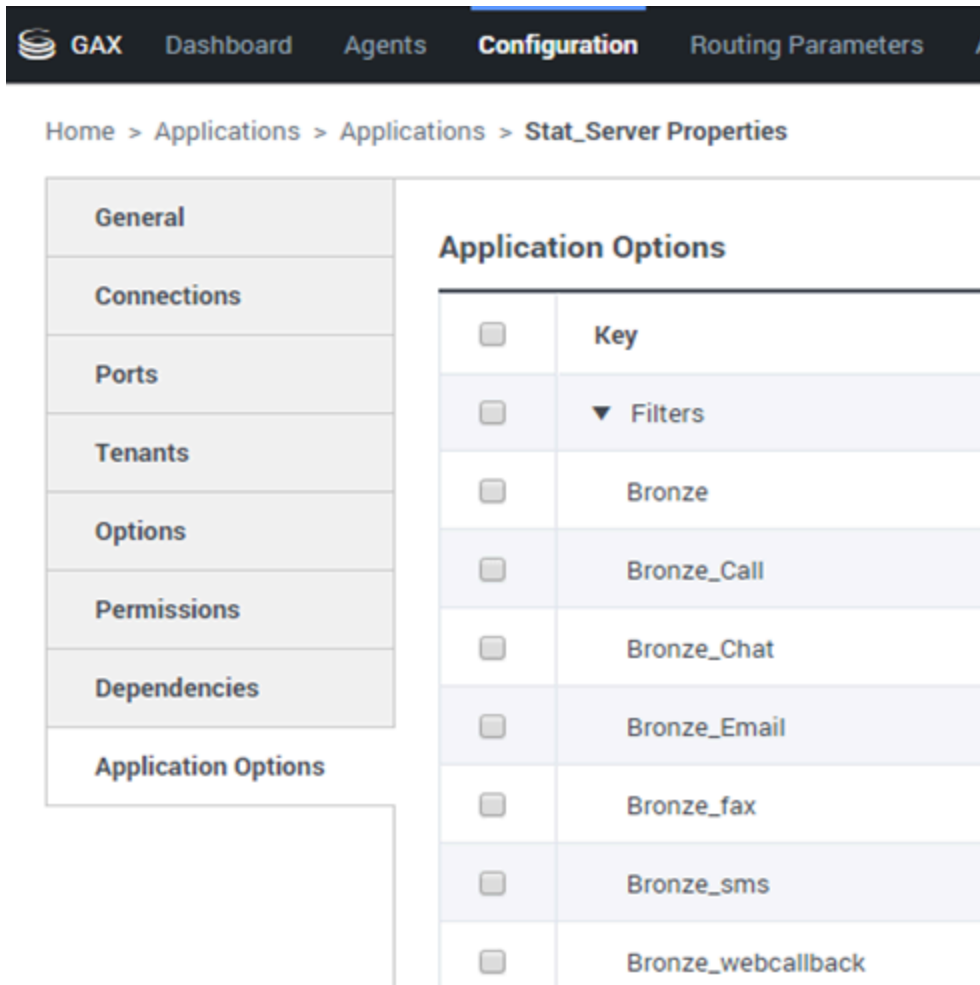 GAX Dashboard Agents Configuration Routing Parameters
Home > Applications > Applications > Stat_Server Properties
General
Connections
Ports
Tenants
Options
Permissions
Dependencies
Application Options
Application Options
Key
Filters
Bronze
Bronze_Call
Bronze_Chat
Bronze_Email
Bronze_fax
Bronze_sms
Bronze_webcallback